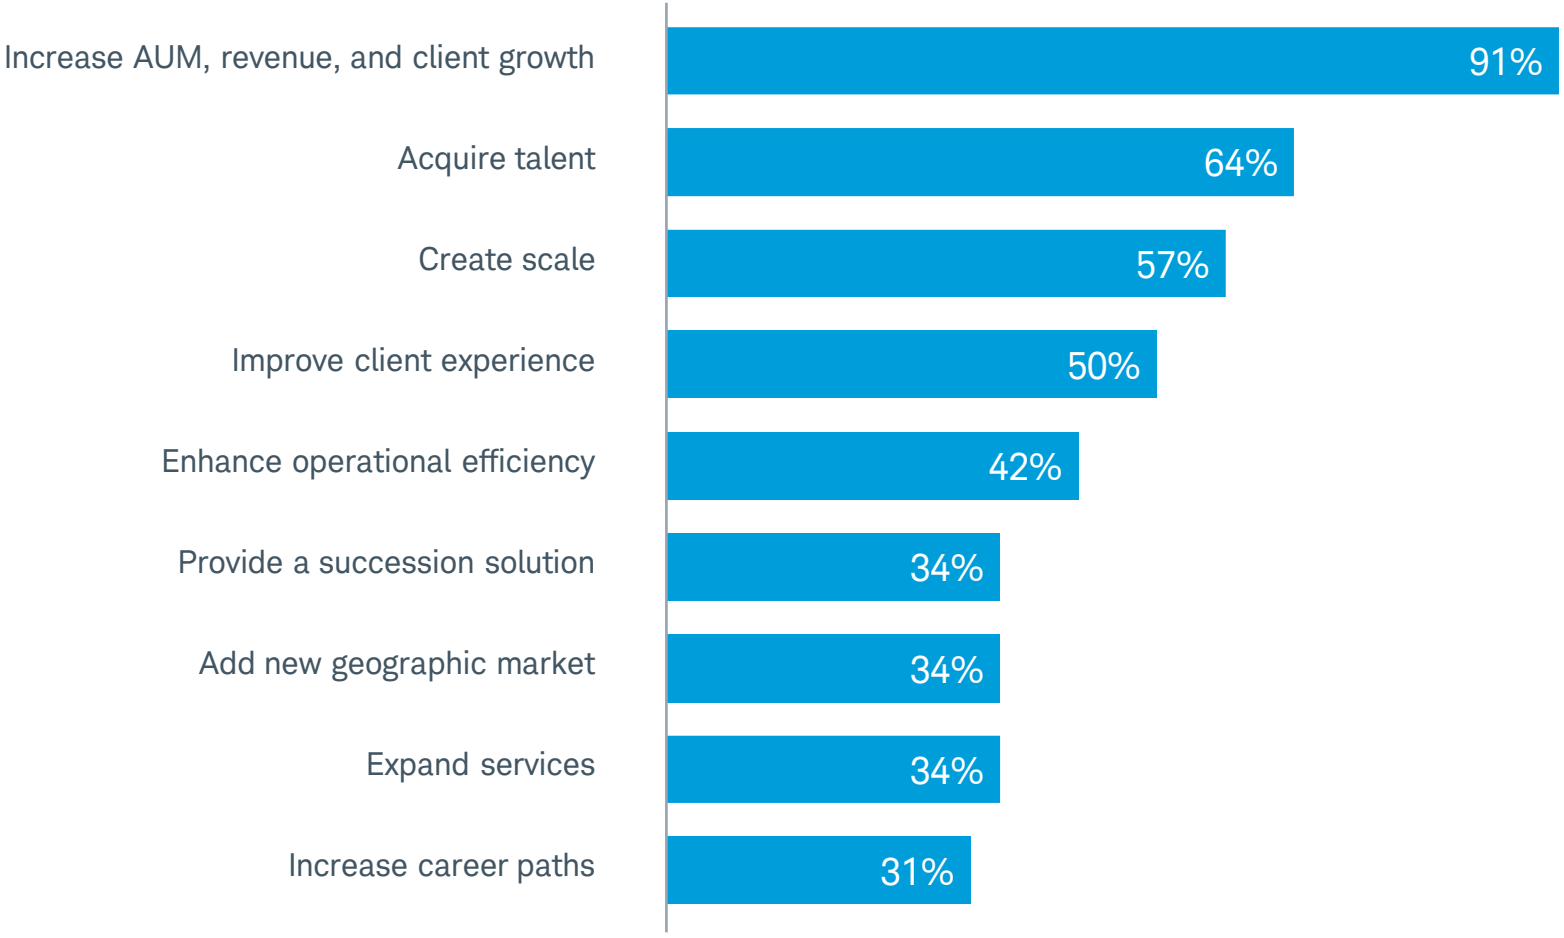 Increase AUM, revenue, and client growth 91%
Acquire talent 64%
Create scale 57%
Improve client experience 50%
Enhance operational efficiency 42%
Provide a succession solution 34%
Add new geographic market 34%
Expand services 34%
Increase career paths 31%